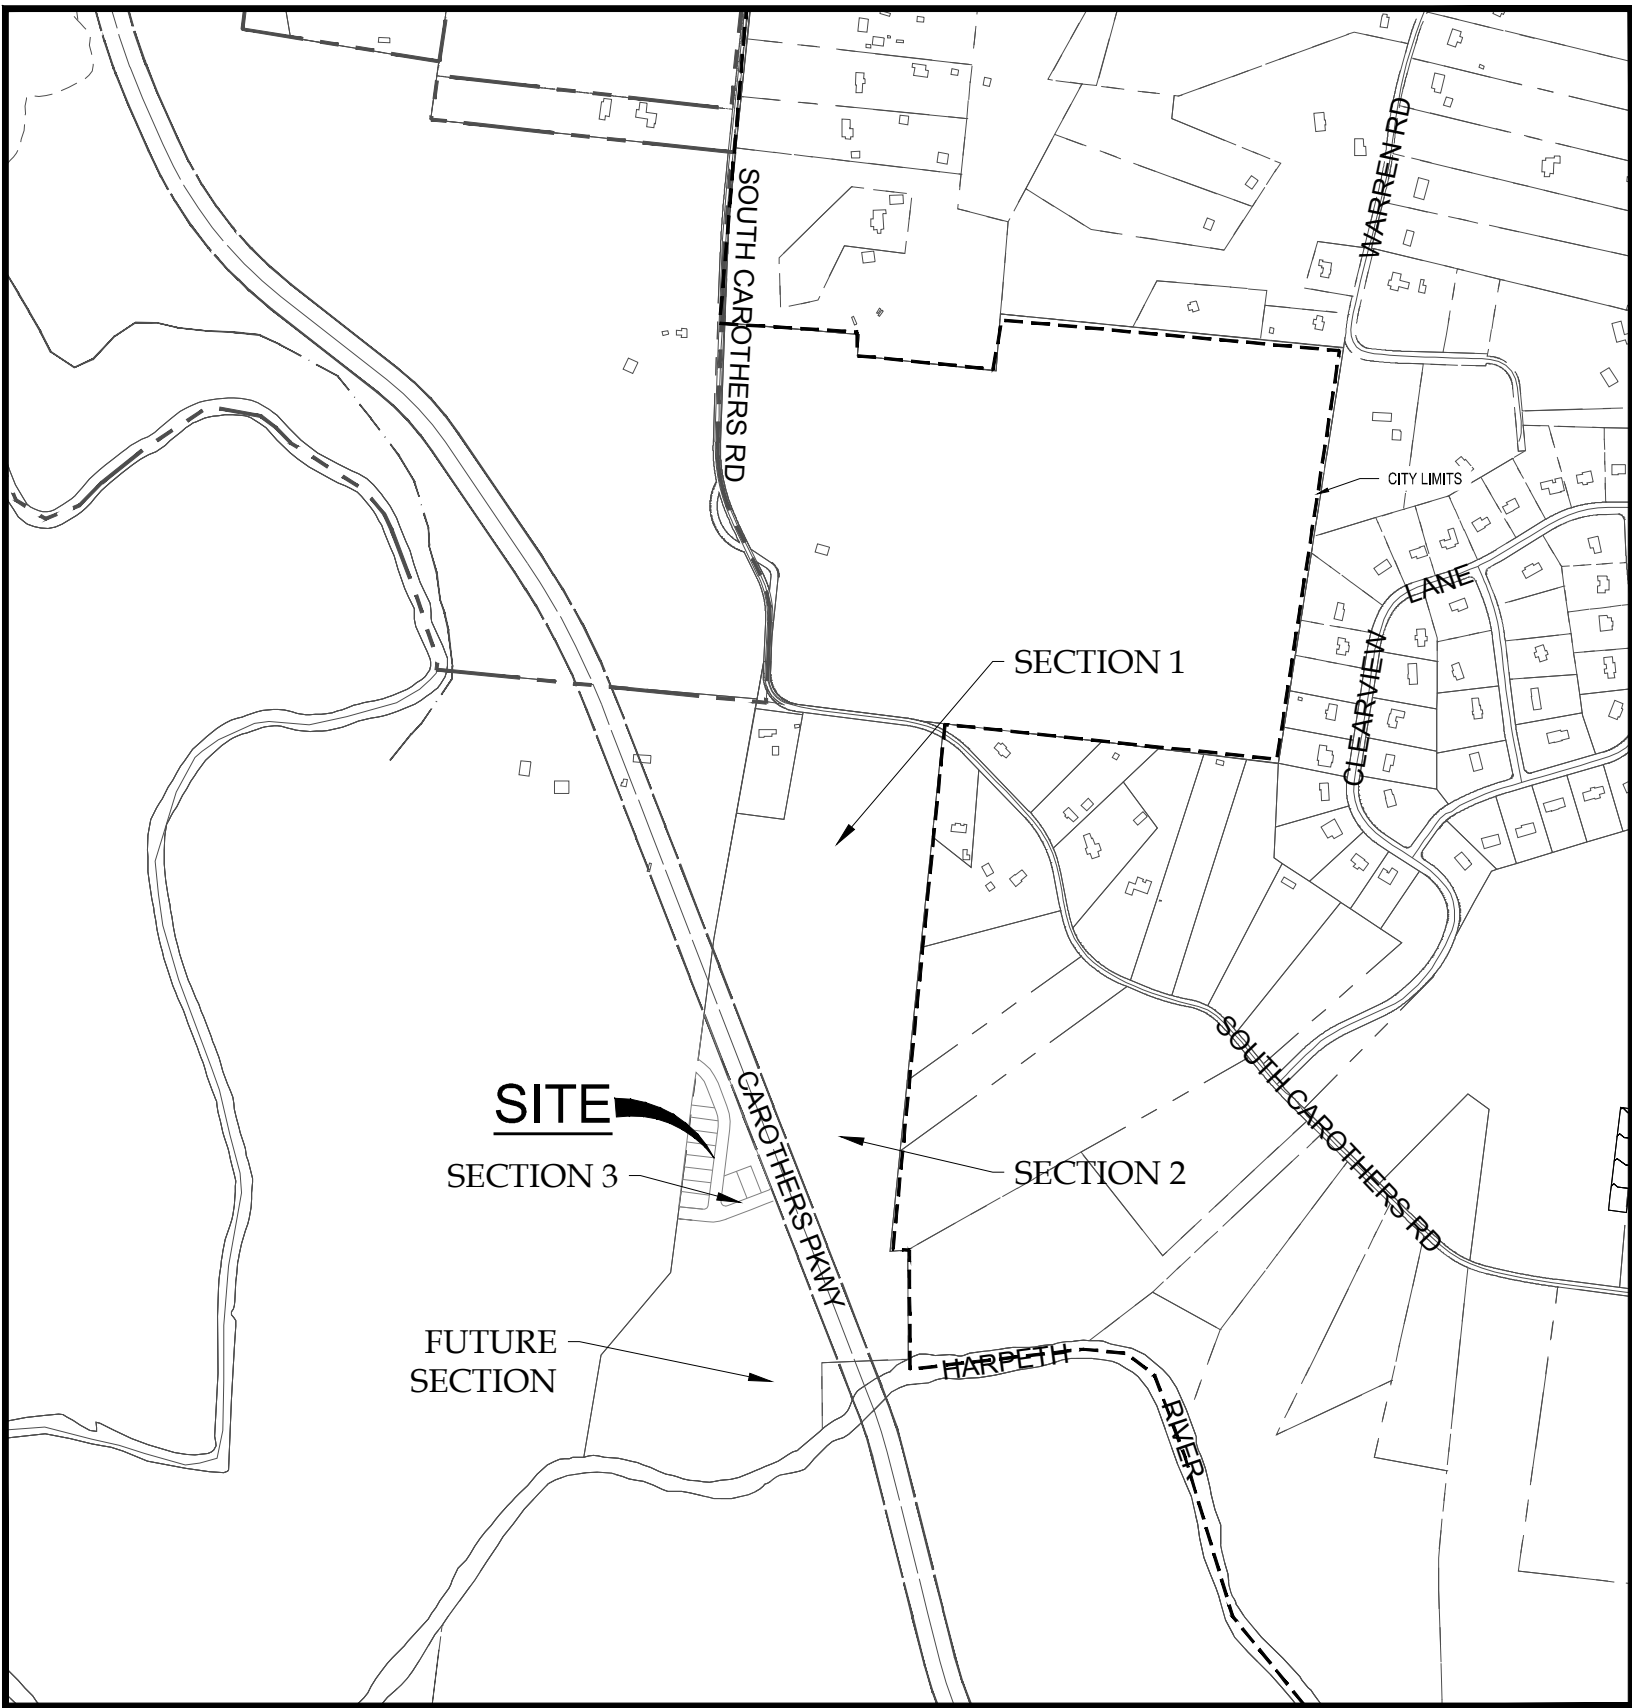 WARREN RD
SOUTH CAROTHERS RD
CITY LIMITS
LANE
CLEARVIEW
SECTION 1
SITE
SECTION 3
CAROTHERS PKWY
SECTION 2
SOUTH CAROTHERS RD
FUTURE
SECTION
HARPETH
RIVER